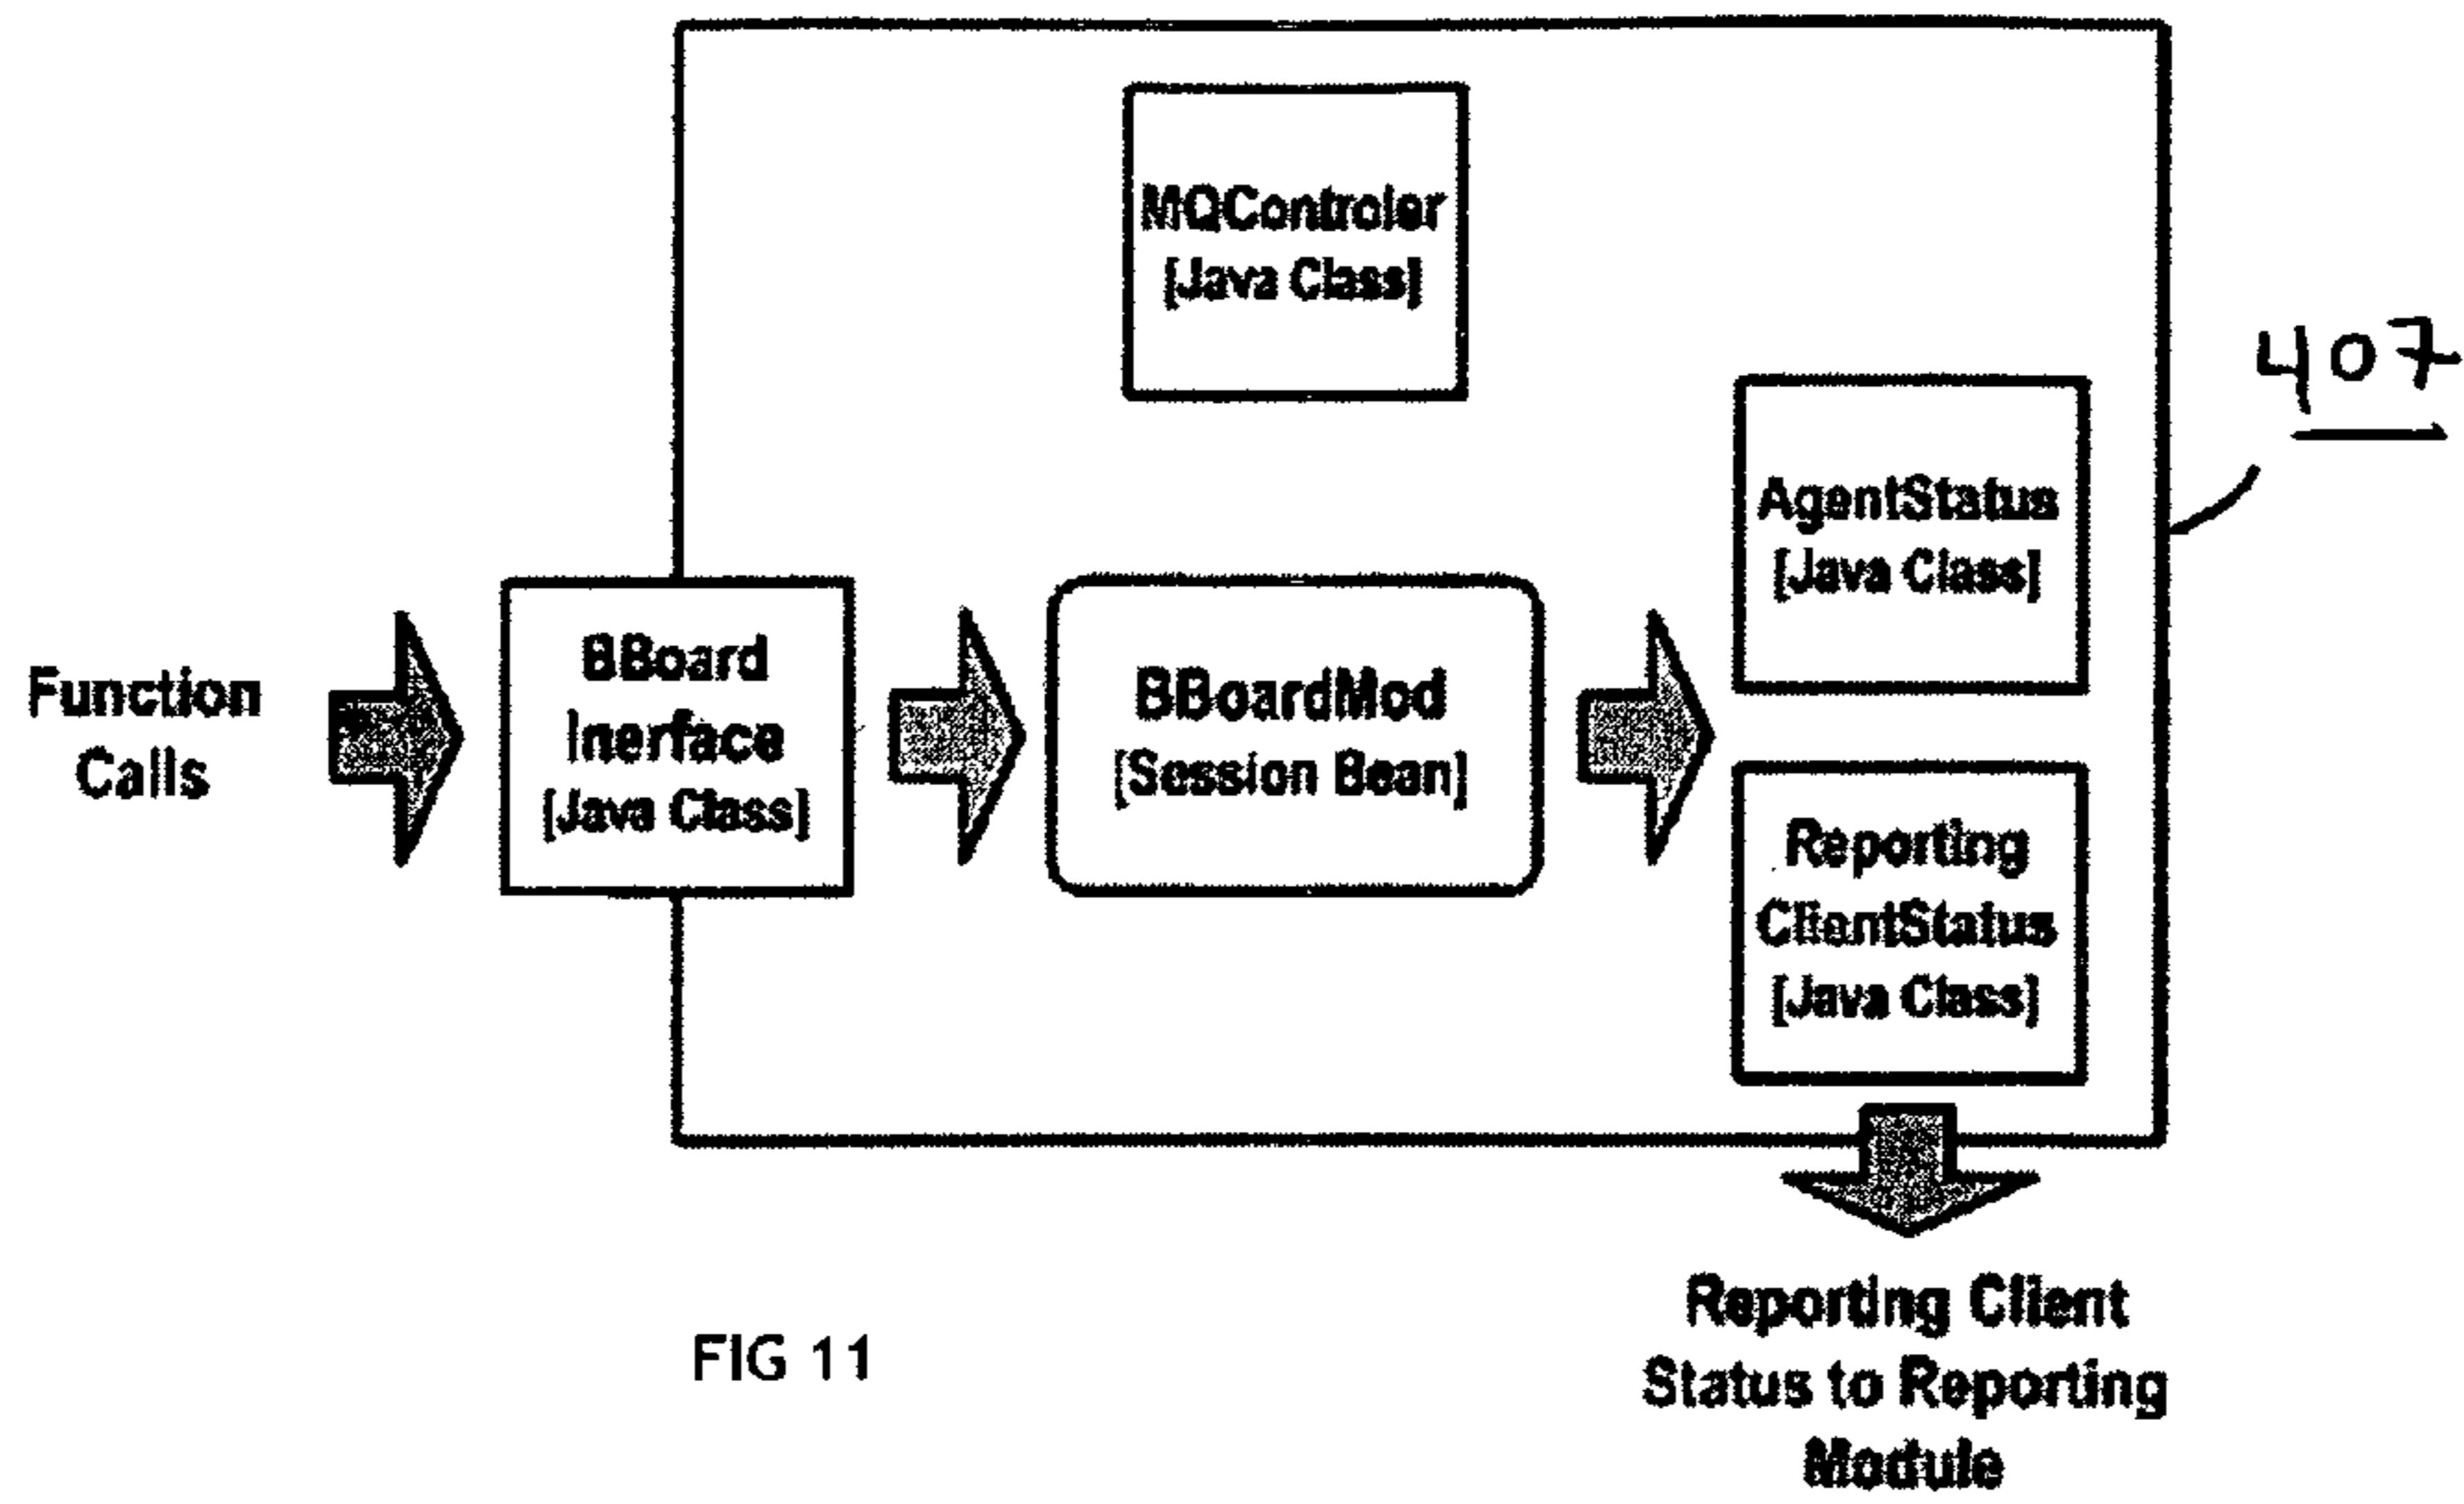 MQControler
[Java Class]
407
AgentStatus
[Java Class]
Function
Calls
BBoard
Inerface
[Java Class]
BBoardMod
[Session Bean]
Reporting
ClientStatus
[Java Class]
Reporting Client
Status to Reporting
Module
FIG 11